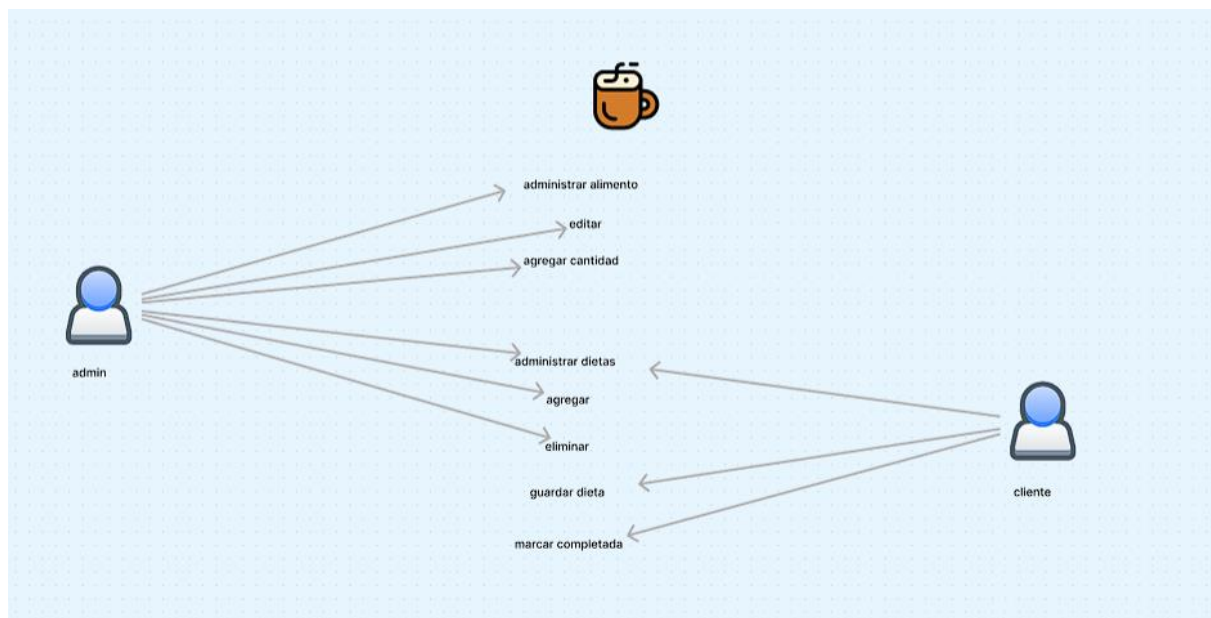 administrar alimento
editar
agregar cantidad
administrar dietas
admin
agregar
eliminar
guardar dieta
cliente
marcar completada